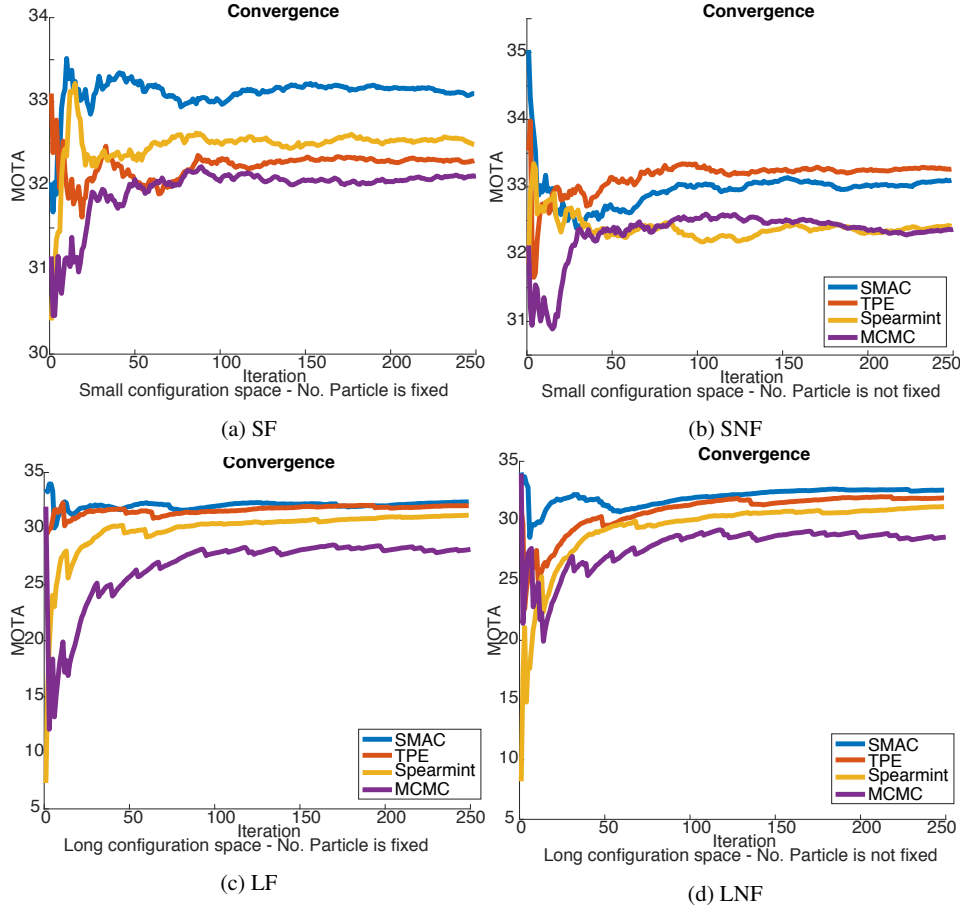 Convergence
34
33
32
31
30
MOTA
0
50
100
150
200
250
Iteration
Small configuration space - No. Particle is fixed
(a) SF
Convergence
35
34
33
32
31
MOTA
SMAC
TPE
Spearmint
MCMC
0
50
100
150
200
250
Iteration
Small configuration space - No. Particle is not fixed
(b) SNF
Convergence
35
30
25
20
15
10
5
MOTA
SMAC
TPE
Spearmint
MCMC
0
50
100
150
200
250
Iteration
Long configuration space - No. Particle is fixed
(c) LF
Convergence
35
30
25
20
15
10
5
MOTA
SMAC
TPE
Spearmint
MCMC
0
50
100
150
200
250
Iteration
Long configuration space - No. Particle is not fixed
(d) LNF